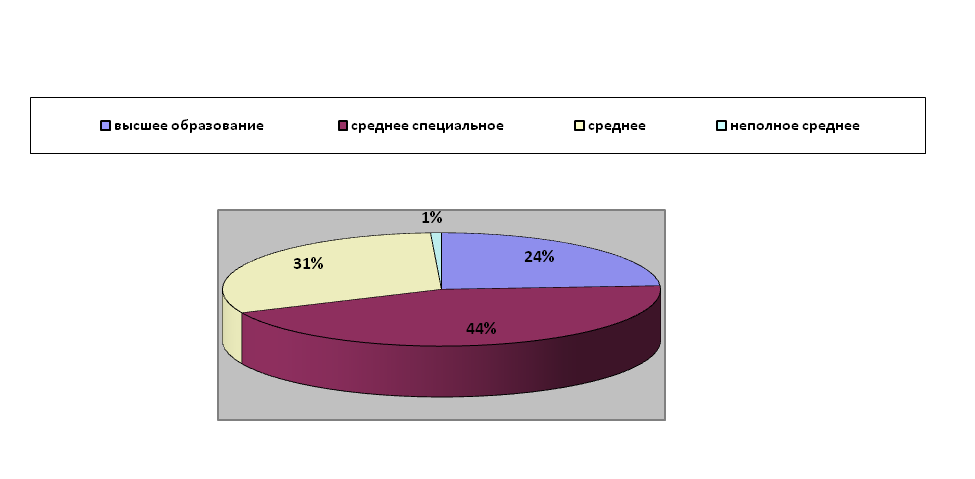 высшее образование среднее специальное среднее неполное среднее
1%
24%
31%
44%